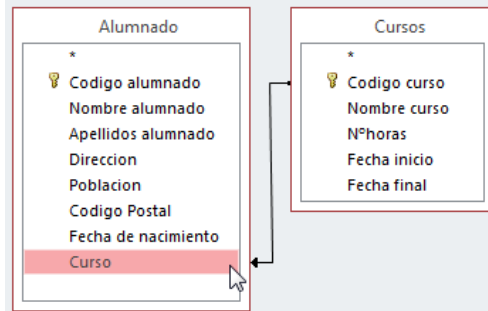 Alumnado
*
Codigo alumnado
Nombre alumnado
Apellidos alumnado
Direccion
Poblacion
Codigo Postal
Fecha de nacimiento
Curso
Cursos
*
Codigo curso
Nombre curso
Nºhoras
Fecha inicio
Fecha final